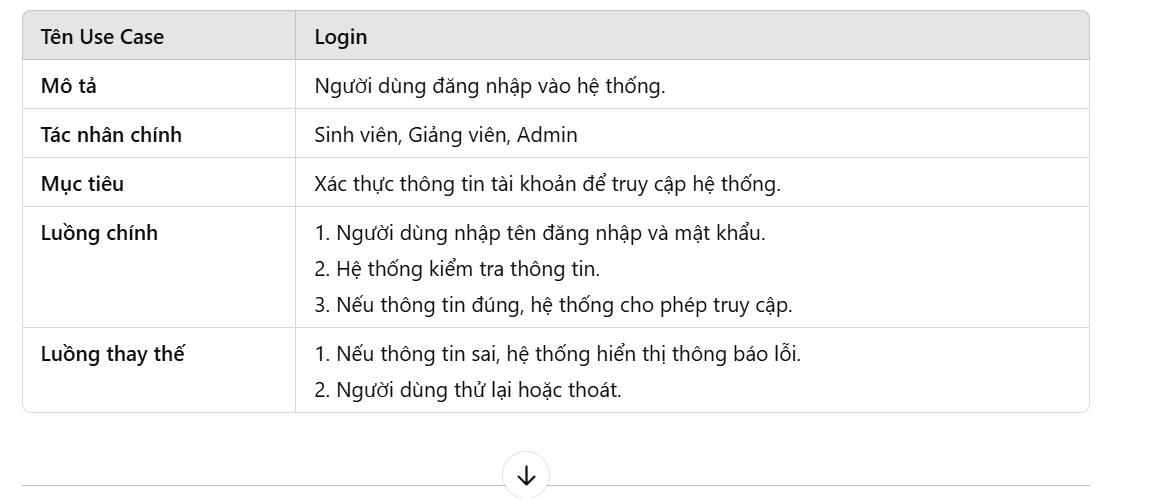 Tên Use Case Login
Mô tả Người dùng đăng nhập vào hệ thống.
Tác nhân chính Sinh viên, Giảng viên, Admin
Mục tiêu Xác thực thông tin tài khoản để truy cập hệ thống.
Luồng chính 1. Người dùng nhập tên đăng nhập và mật khẩu.
2. Hệ thống kiểm tra thông tin.
3. Nếu thông tin đúng, hệ thống cho phép truy cập.
Luồng thay thế 1. Nếu thông tin sai, hệ thống hiển thị thông báo lỗi.
2. Người dùng thử lại hoặc thoát.